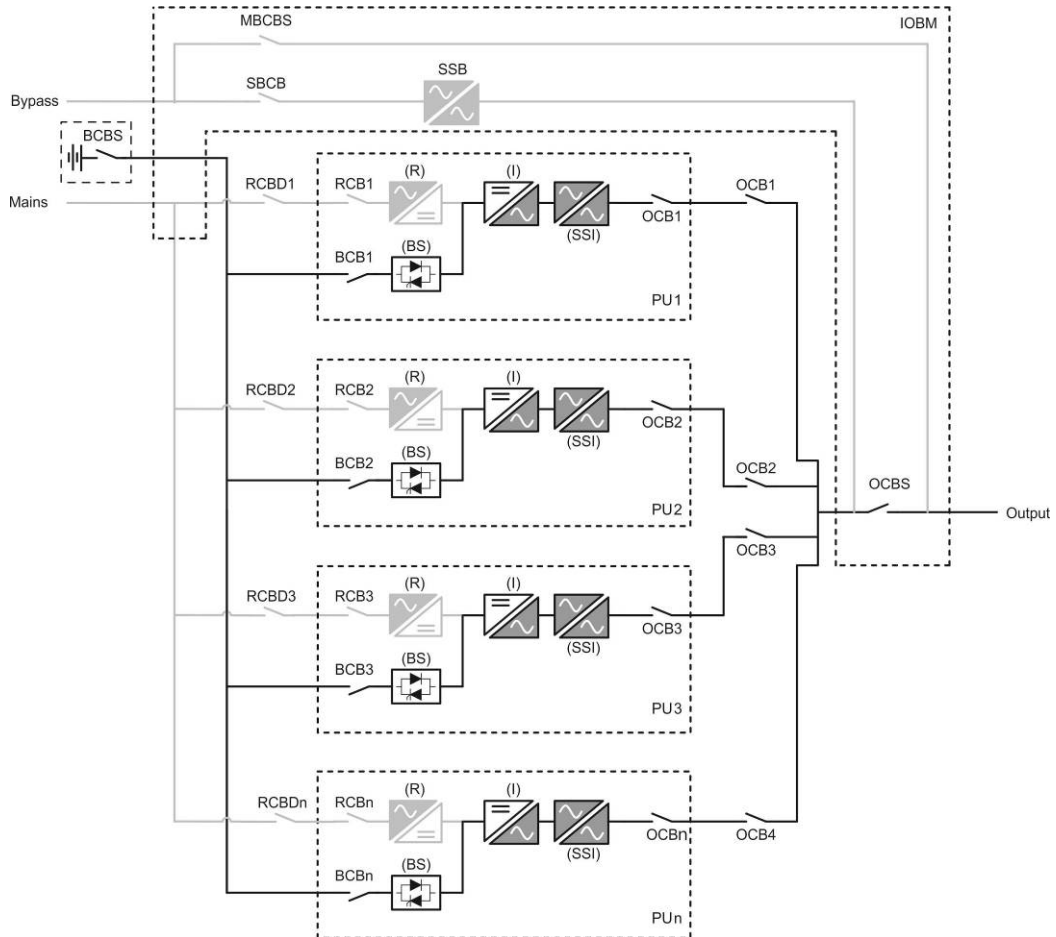 MBCBS
IOBM
SSB
SBCB
Bypass
BCBS
Mains
RCBD1
RCB1
(R)
(I)
OCB1
OCB1
(SSI)
BCB1
(BS)
PU1
RCBD2
RCB2
(R)
(I)
OCB2
(SSI)
BCB2
(BS)
OCB2
PU2
OCBS
Output
OCB3
RCBD3
RCB3
(R)
(I)
OCB3
(SSI)
BCB3
(BS)
PU3
RCBDn
RCBn
(R)
(I)
OCBn
OCB4
(SSI)
BCBn
(BS)
PUn